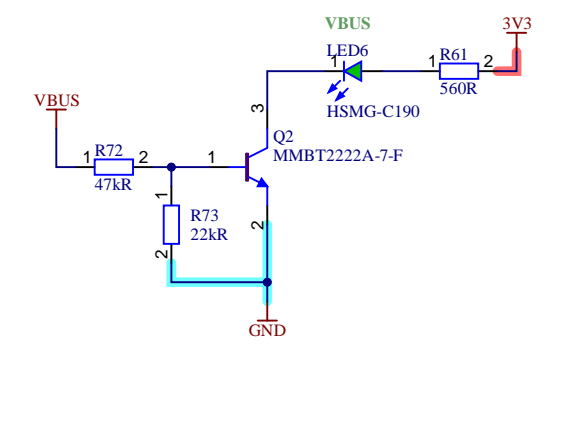 VBUS
3V3
LED6
1
1
R61
2
560R
HSMG-C190
VBUS
3
Q2
MMBT2222A-7-F
1
R72
2
47kR
1
1
R73
22kR
2
2
GND